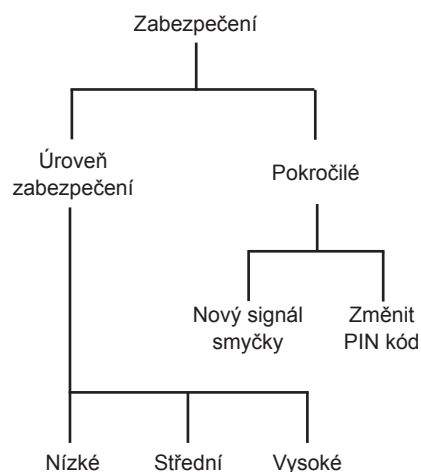 Zabezpečení
Úroveň
zabezpečení
Pokročilé
Nový signál
smyčky
Změnit
PIN kód
Nízké
Střední
Vysoké